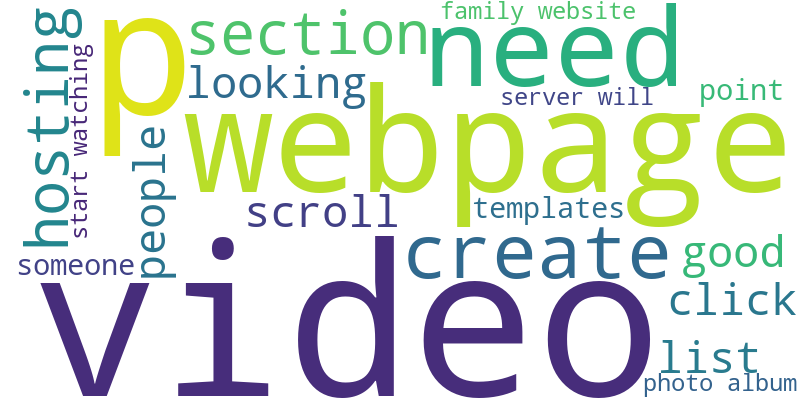 family website
p
section
need
hosting
start watching
looking
server will
point
webpage
people
scroll
templates
create
good
someone
video
click
list
photo album